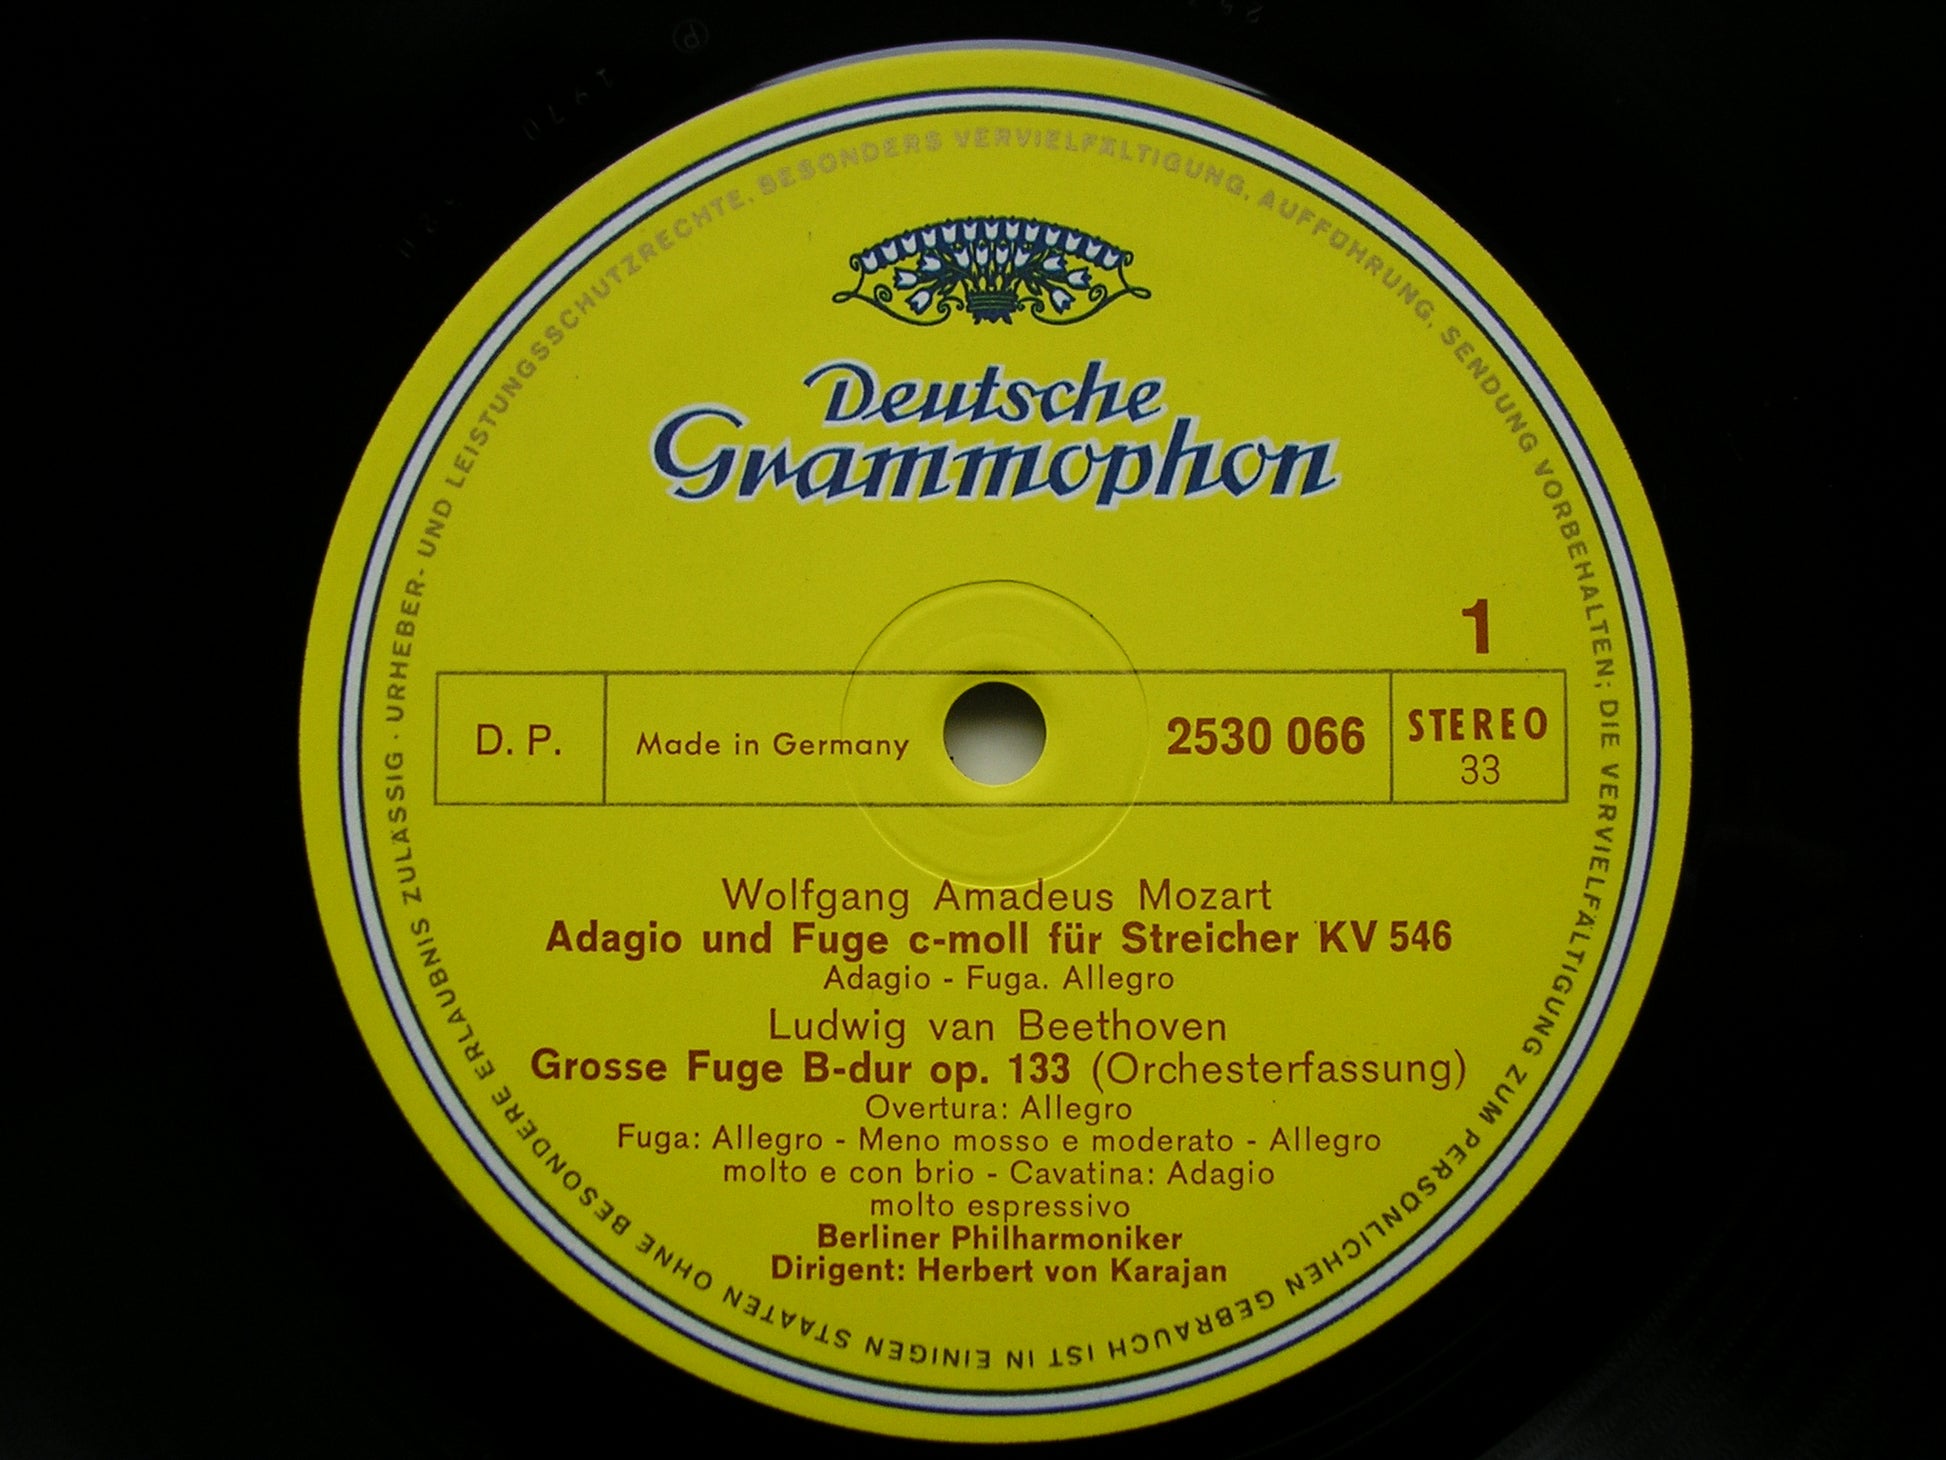 ℗ 1970
URHEBER- UND LEISTUNGSSCHUTZRECHTE, BESONDERS VERVIELFÄLTIGUNG, AUFFÜHRUNG, SENDUNG VORBEHALTEN; DIE VERVIELFÄLTIGUNG ZUM PERSÖNLICHEN GEBRAUCH IST IN EINIGEN STAATEN OHNE BESONDERE ERLAUBNIS ZULÄSSIG ·
Deutsche
Grammophon
1
D. P. Made in Germany 2530 066 STEREO
33
Wolfgang Amadeus Mozart
Adagio und Fuge c-moll für Streicher KV 546
Adagio - Fuga. Allegro
Ludwig van Beethoven
Grosse Fuge B-dur op. 133 (Orchesterfassung)
Overtura: Allegro
Fuga: Allegro - Meno mosso e moderato - Allegro
molto e con brio - Cavatina: Adagio
molto espressivo
Berliner Philharmoniker
Dirigent: Herbert von Karajan